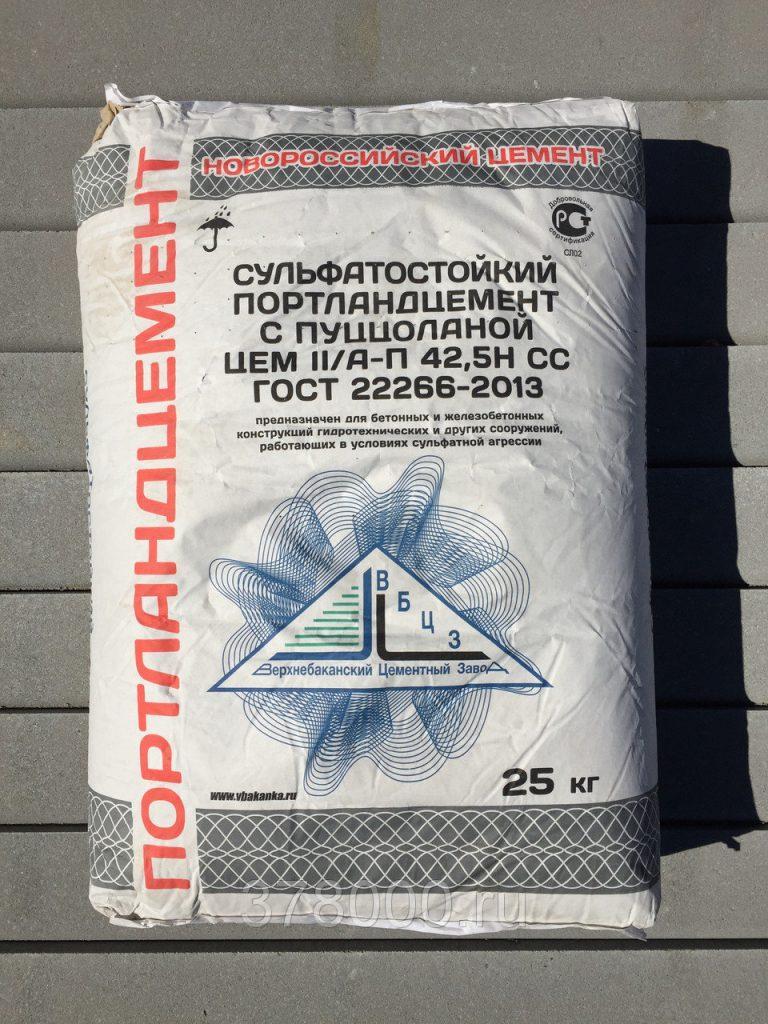 НОВОРОССИЙСКИЙ ЦЕМЕНТ
ПОРТЛАНДЦЕМЕНТ
Добровольная
РСТ
сертификация
СЛ02
СУЛЬФАТОСТОЙКИЙ
ПОРТЛАНДЦЕМЕНТ
С ПУЦЦОЛАНОЙ
ЦЕМ II/А-П 42,5Н СС
ГОСТ 22266-2013
предназначен для бетонных и железобетонных
конструкций гидротехнических и других сооружений,
работающих в условиях сульфатной агрессии
В
Б
Ц
З
Верхнебаканский Цементный ЗавоД
www.vbakanka.ru
25 кг
378000.ru